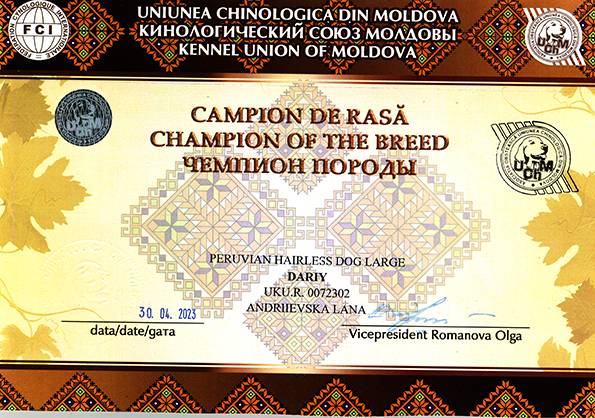 UNIUNEA CHINOLOGICA DIN MOLDOVA
КИНОЛОГИЧЕСКИЙ СОЮЗ МОЛДОВЫ
KENNEL UNION OF MOLDOVA
FCI
UChM
CAMPION DE RASĂ
CHAMPION OF THE BREED
ЧЕМПИОН ПОРОДЫ
PERUVIAN HAIRLESS DOG LARGE
DARIY
UKU.R. 0072302
ANDRIIEVSKA LANA
30. 04. 2023
data/date/дата
Vicepresident Romanova Olga